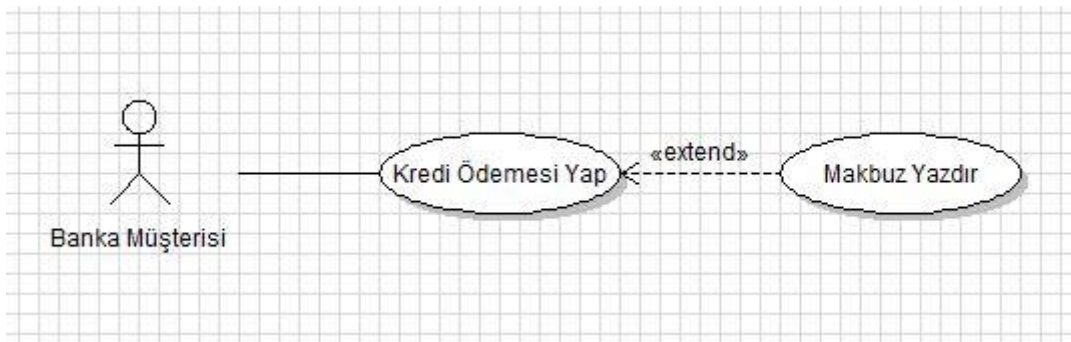 «extend»
Kredi Ödemesi Yap
Makbuz Yazdır
Banka Müşterisi